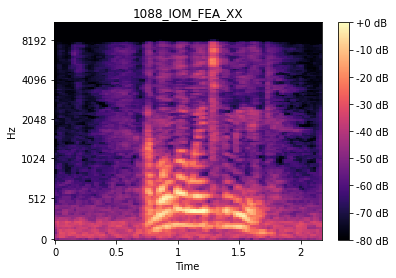 1088_IOM_FEA_XX
8192
4096
2048
1024
512
0
Hz
0
0.5
1
1.5
2
Time
+0 dB
-10 dB
-20 dB
-30 dB
-40 dB
-50 dB
-60 dB
-70 dB
-80 dB